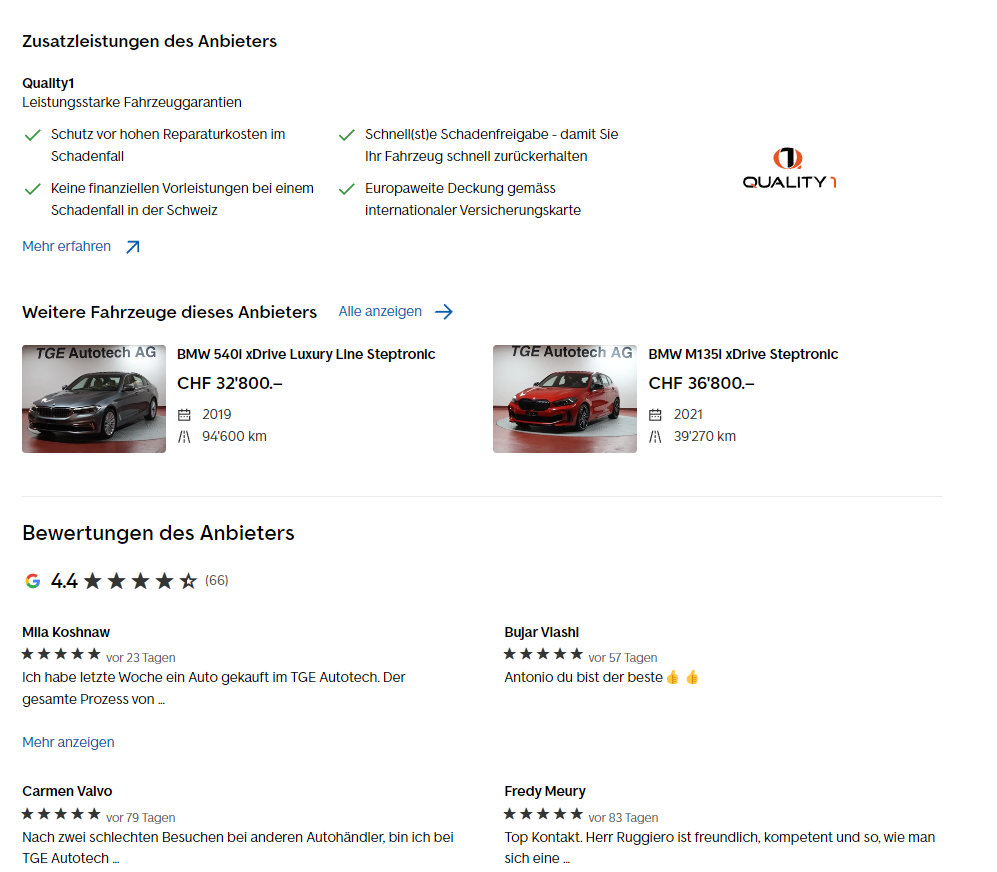 Zusatzleistungen des Anbieters
Quality1
Leistungsstarke Fahrzeuggarantien
Schutz vor hohen Reparaturkosten im
Schadenfall
Schnell(st)e Schadenfreigabe - damit Sie
Ihr Fahrzeug schnell zurückerhalten
Keine finanziellen Vorleistungen bei einem
Schadenfall in der Schweiz
Europaweite Deckung gemäss
internationaler Versicherungskarte
QUALITY 1
Mehr erfahren
Weitere Fahrzeuge dieses Anbieters
Alle anzeigen
TGE Autotech AG
BMW 540i xDrive Luxury Line Steptronic
CHF 32'800.–
2019
94'600 km
TGE Autotech AG
BMW M135i xDrive Steptronic
CHF 36'800.–
2021
39'270 km
Bewertungen des Anbieters
4.4 ★★★★☆ (66)
Mila Koshnaw
★★★★★ vor 23 Tagen
Ich habe letzte Woche ein Auto gekauft im TGE Autotech. Der
gesamte Prozess von ...
Mehr anzeigen
Bujar Vlashi
★★★★★ vor 57 Tagen
Antonio du bist der beste👍 👍
Carmen Valvo
★★★★★ vor 79 Tagen
Nach zwei schlechten Besuchen bei anderen Autohändler, bin ich bei
TGE Autotech ...
Fredy Meury
★★★★★ vor 83 Tagen
Top Kontakt. Herr Ruggiero ist freundlich, kompetent und so, wie man
sich eine ...